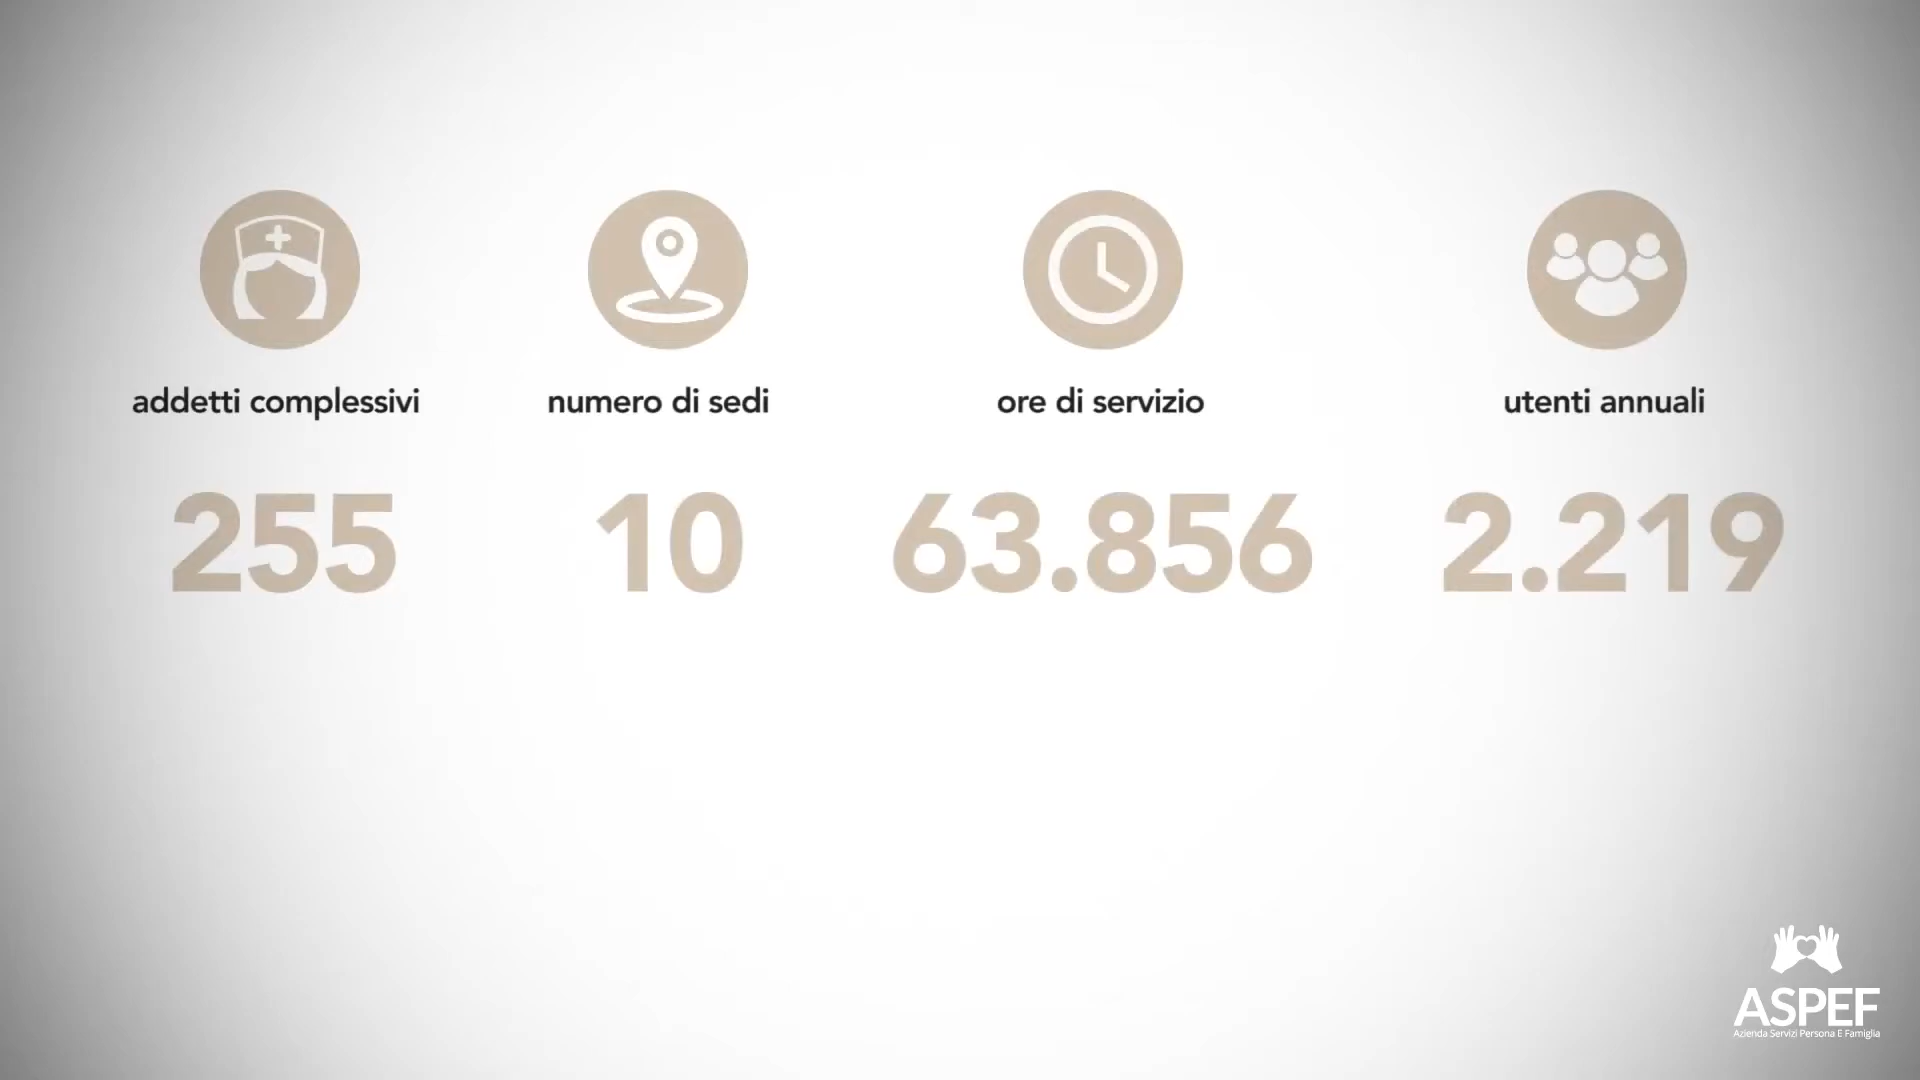 addetti complessivi
numero di sedi
ore di servizio
utenti annuali
255
10
63.856
2.219
ASPEF
Azienda Servizi Persona E Famiglia